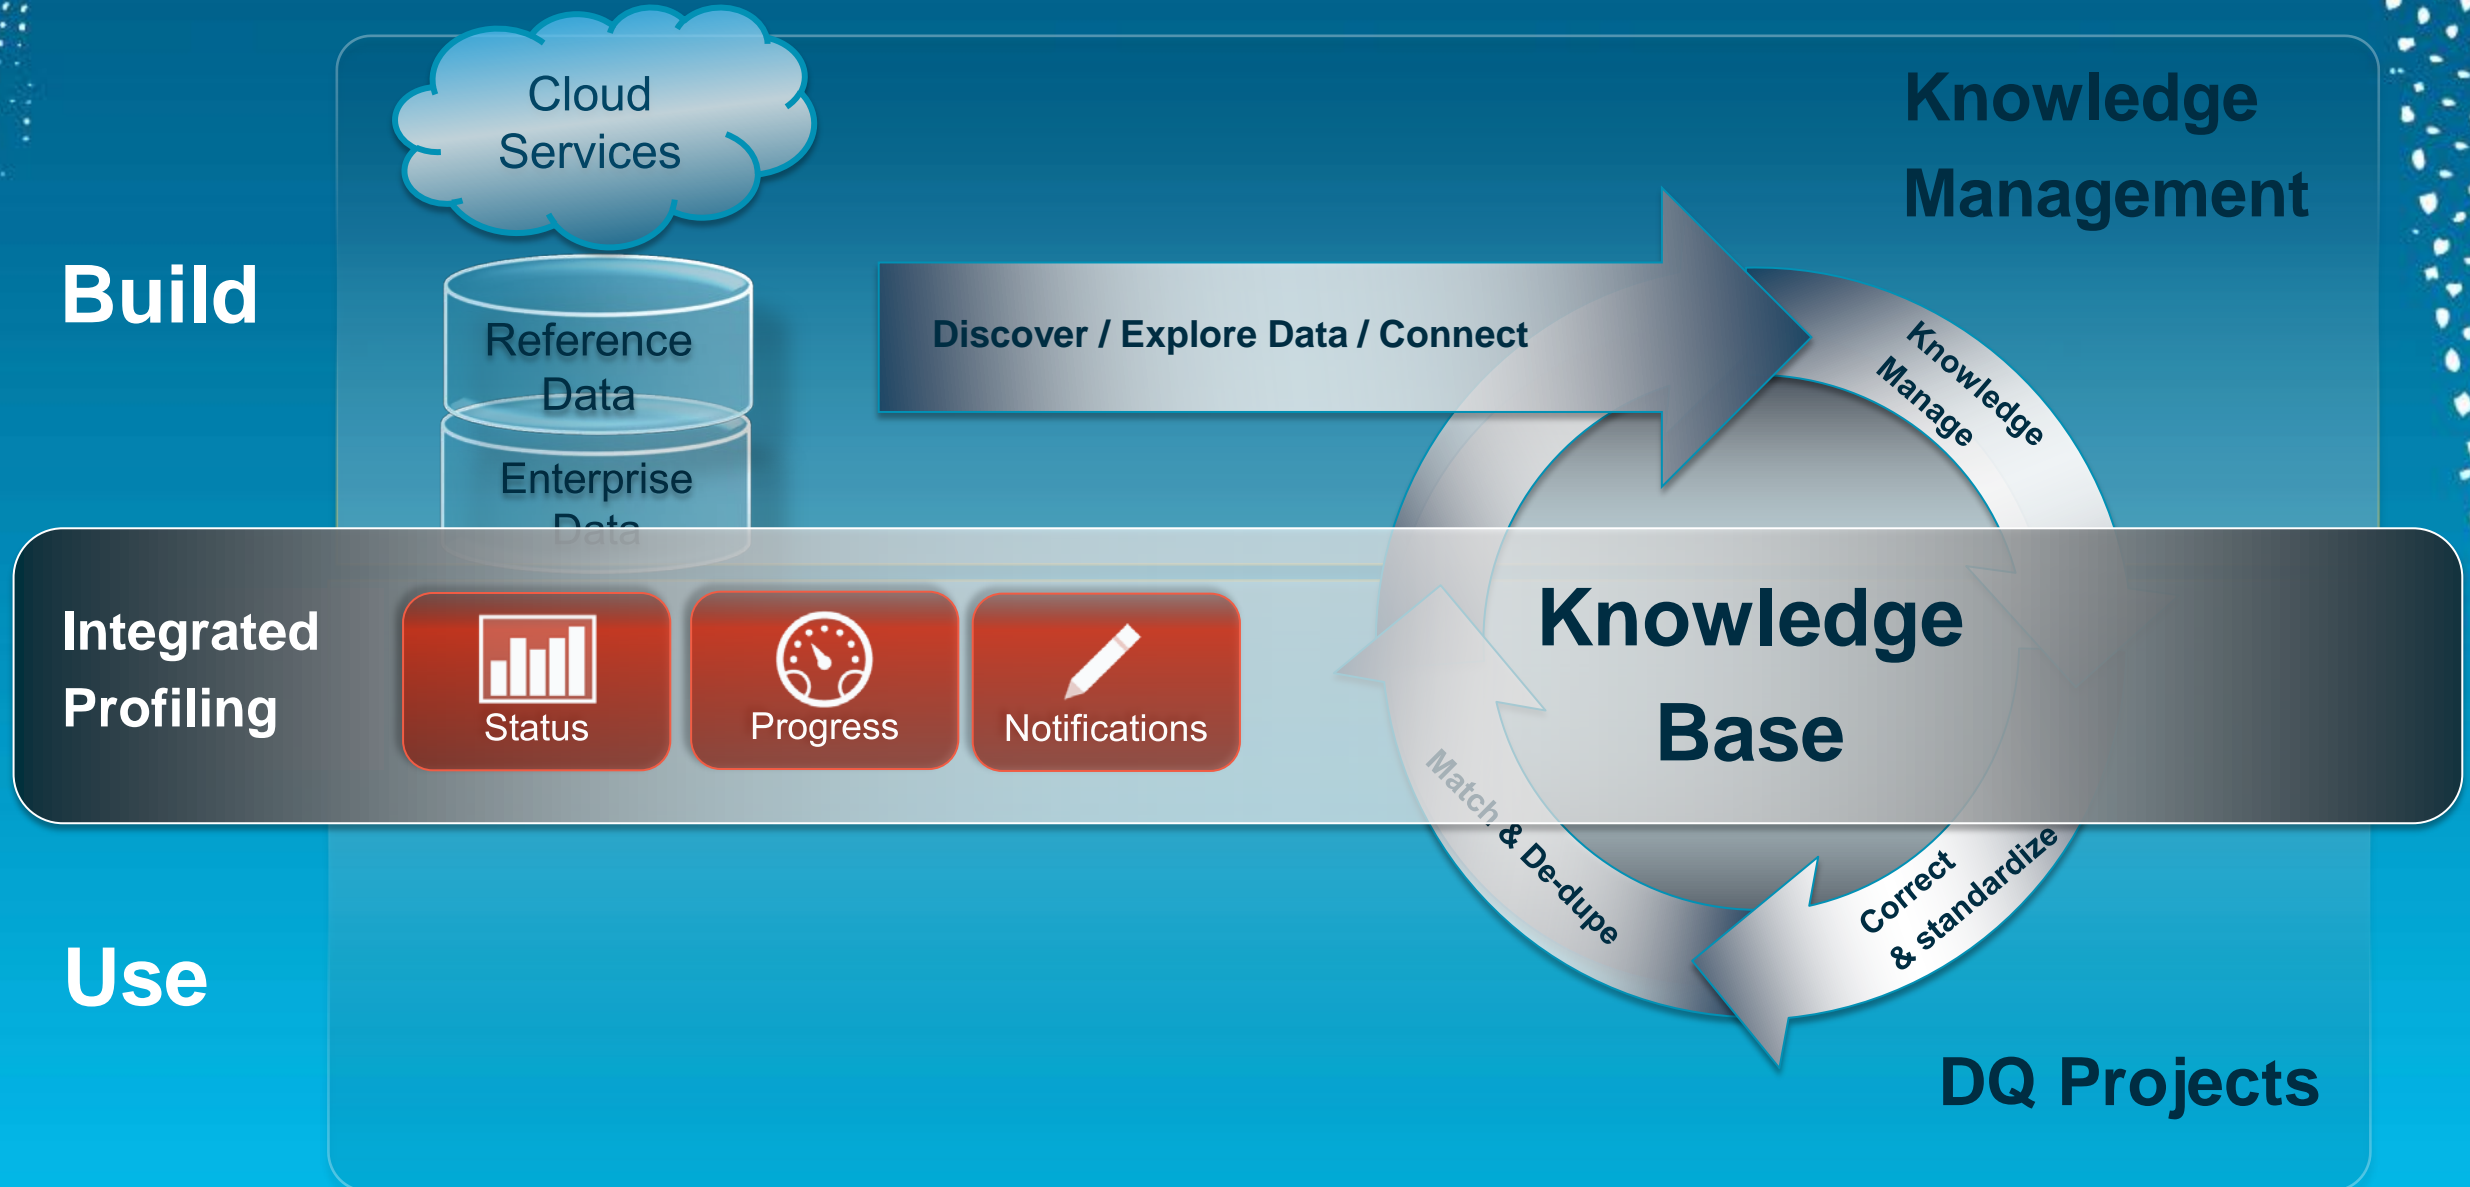 Cloud
Services
Knowledge
Management
Build
Reference
Data
Discover / Explore Data / Connect
Knowledge
Manage
Enterprise
Data
Integrated
Profiling
Status
Progress
Notifications
Knowledge
Base
Match & De-dupe
Correct
& standardize
Use
DQ Projects